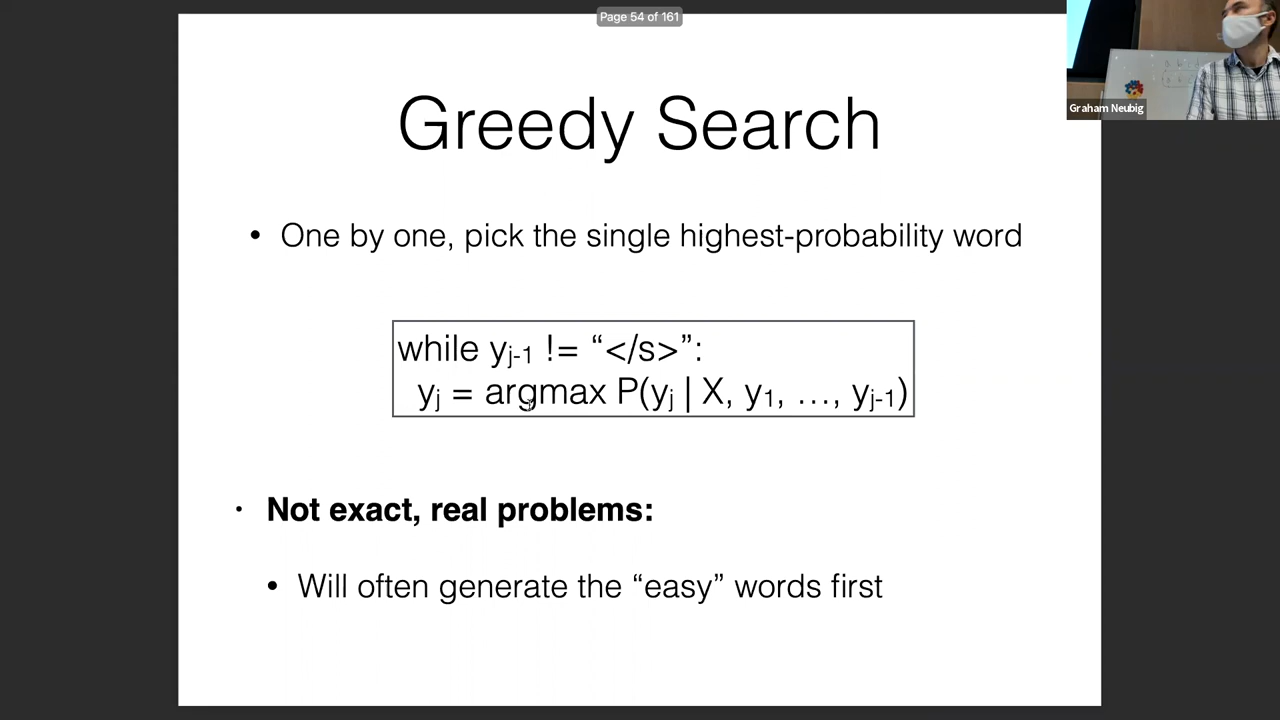 Page 54 of 161
Graham Neubig
Greedy Search
• One by one, pick the single highest-probability word
while yj-1 != “</s>”:
yj = argmax P(yj | X, y1, …, yj-1)
• Not exact, real problems:
• Will often generate the “easy” words first